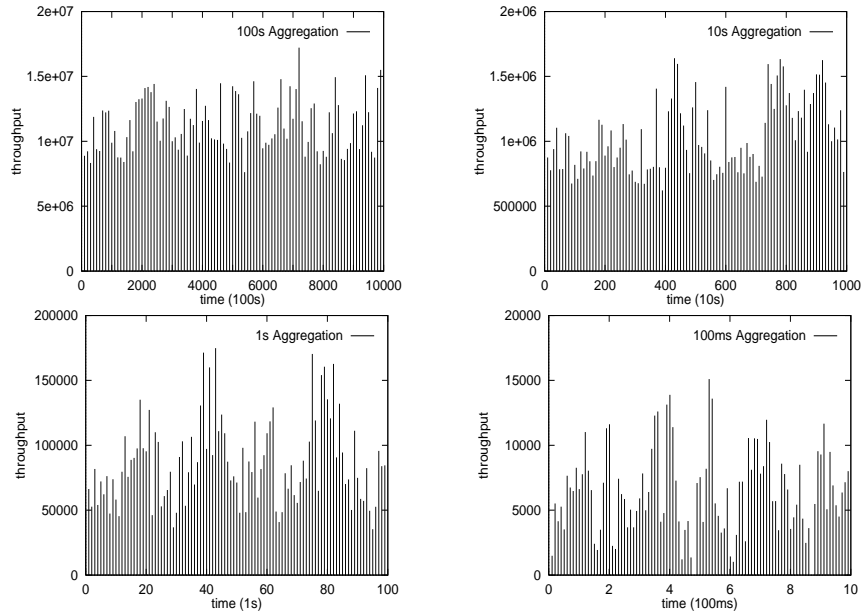 2e+07
100s Aggregation
1.5e+07
1e+07
throughput
5e+06
0
0 2000 4000 6000 8000 10000
time (100s)
2e+06
10s Aggregation
1.5e+06
1e+06
throughput
500000
0
0 200 400 600 800 1000
time (10s)
200000
1s Aggregation
150000
100000
throughput
50000
0
0 20 40 60 80 100
time (1s)
20000
100ms Aggregation
15000
10000
throughput
5000
0
0 2 4 6 8 10
time (100ms)